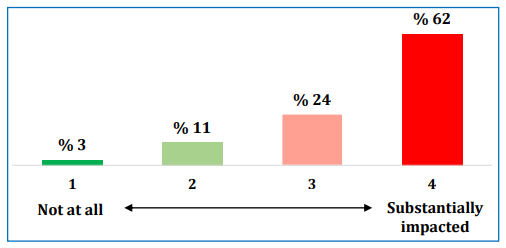 % 62
% 24
% 11
% 3
1 2 3 4
Not at all Substantially
impacted